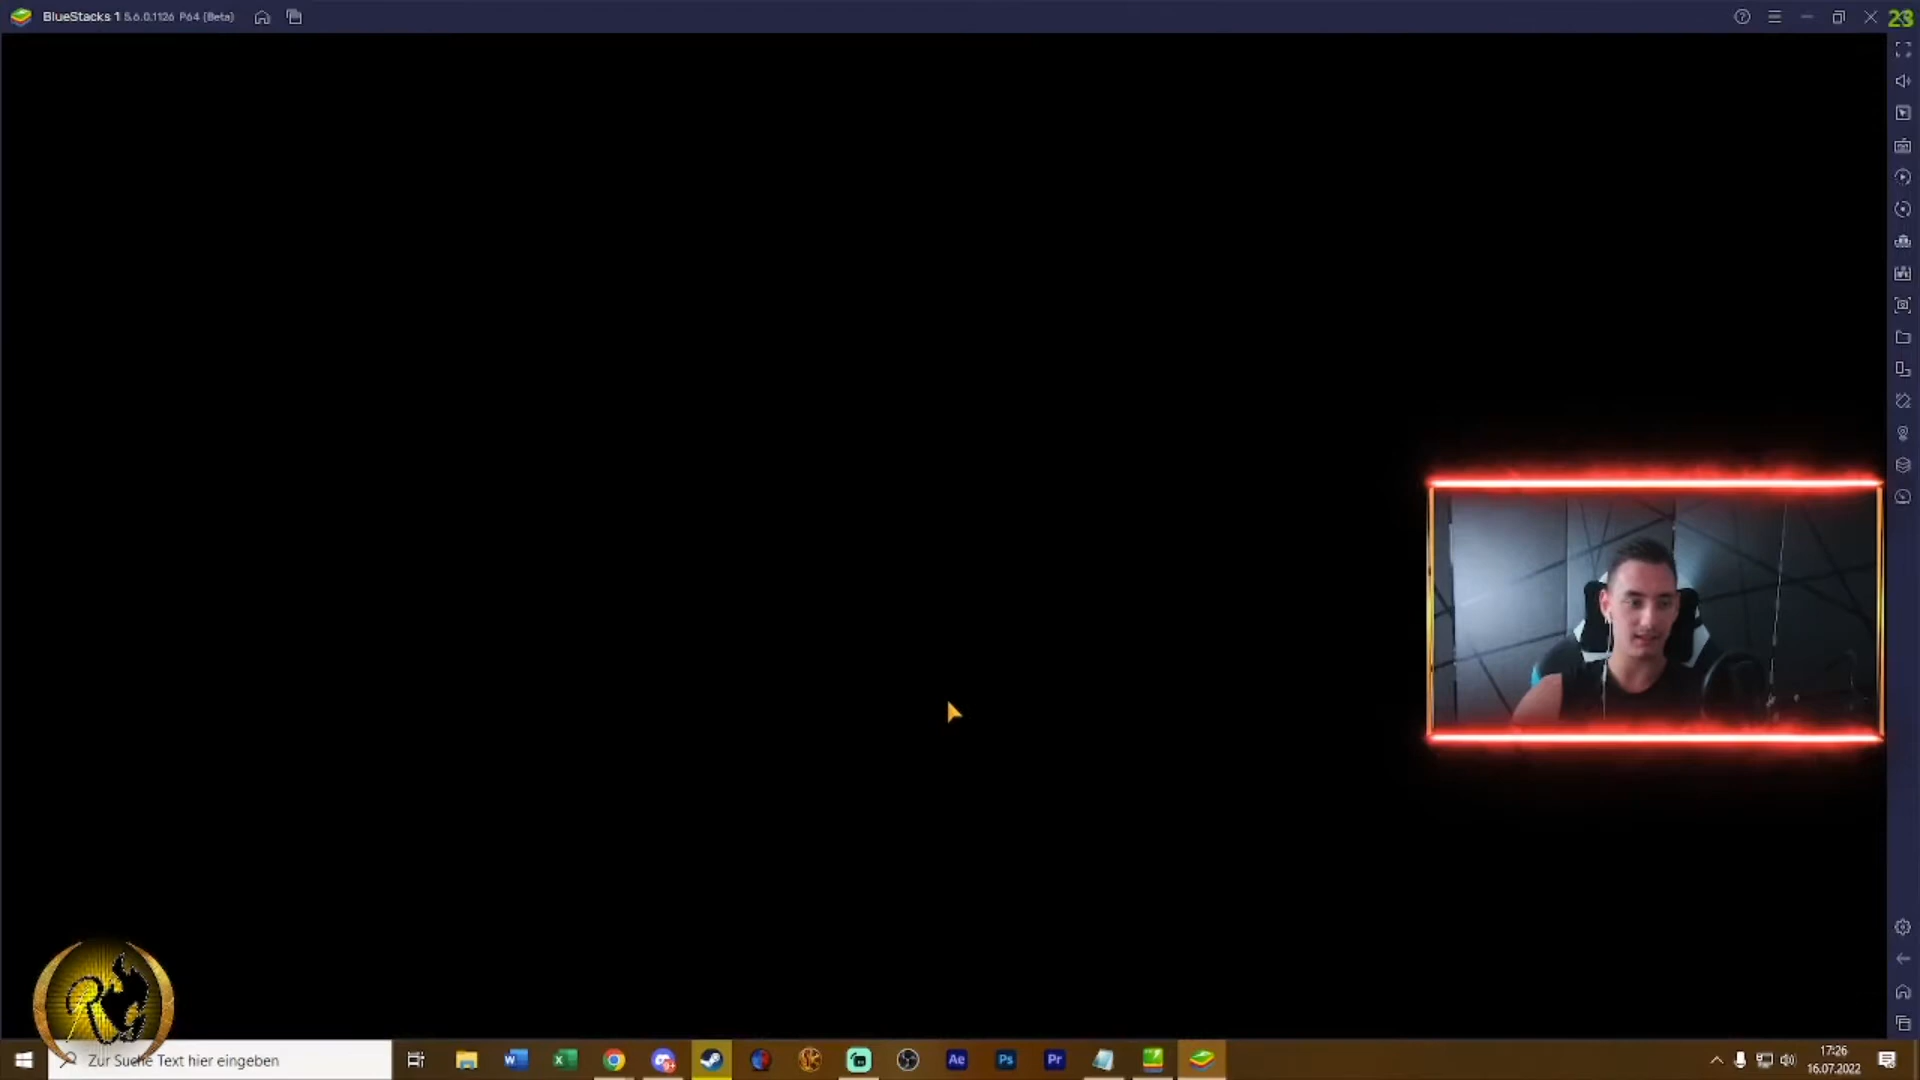 BlueStacks 1 5.6.0.1126 P64 (Beta)
23
Zur Suche Text hier eingeben
Ae
Ps
Pr
17:26
16.07.2022